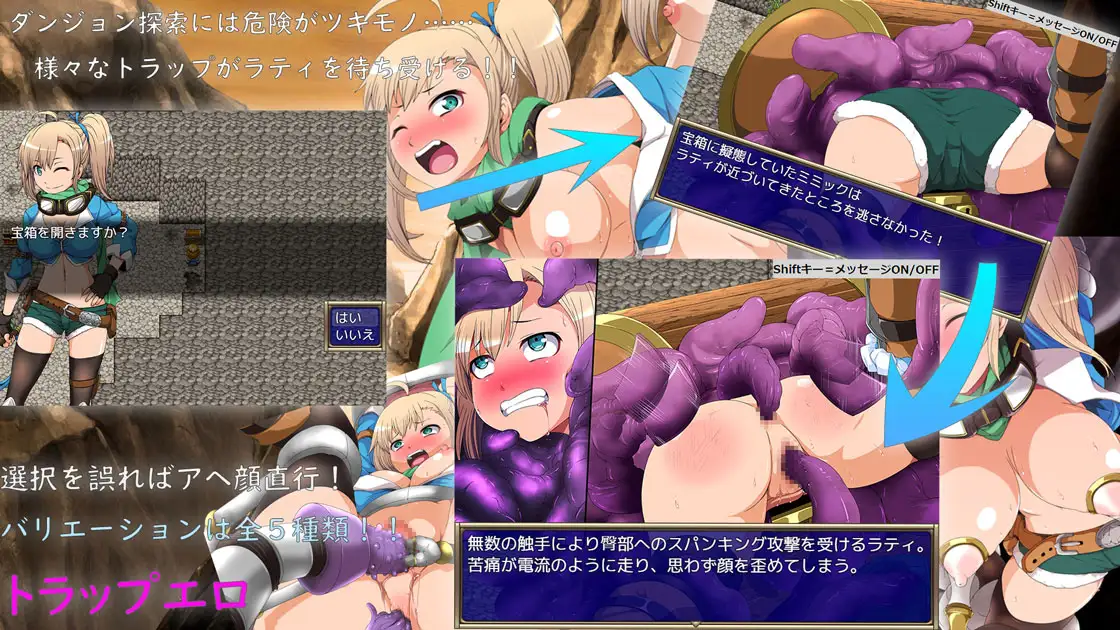 ダンジョン探索には危険がツキモノ……
様々なトラップがラティを待ち受ける！！
Shiftキー＝メッセージON/OFF
宝箱に擬態していたミミックは
ラティが近づいてきたところを逃さなかった！
宝箱を開きますか？
はい
いいえ
Shiftキー＝メッセージON/OFF
無数の触手により臀部へのスパンキング攻撃を受けるラティ。
苦痛が電流のように走り、思わず顔を歪めてしまう。
選択を誤ればアヘ顔直行！
バリエーションは全５種類！！
トラップエロ